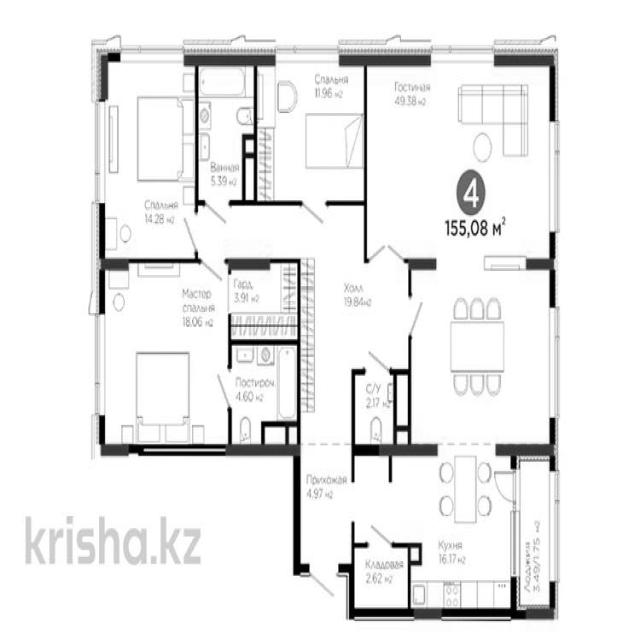 Спальня
11.96 м2
Гостиная
49.38 м2
Ванная
5.39 м2
4
155,08 м²
Спальня
14.28 м2
Гард.
3.91 м2
Мастер
спальня
18.06 м2
Холл
19.84 м2
Постироч.
4.60 м2
С/У
2.17 м2
Прихожая
4.97 м2
Кухня
16.17 м2
Кладовая
2.62 м2
Лоджия
3.49/1.75 м2
krisha.kz